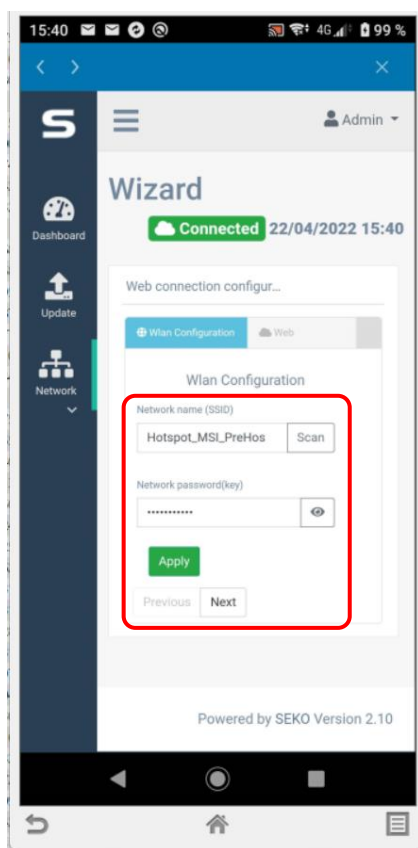 15:40 4G 99 %
S Admin
Wizard
Connected 22/04/2022 15:40
Dashboard
Web connection configur...
Update
Wlan Configuration Web
Wlan Configuration
Network
Network name (SSID)
Hotspot_MSI_PreHos Scan
Network password(key)
•••••••••••
Apply
Previous Next
Powered by SEKO Version 2.10